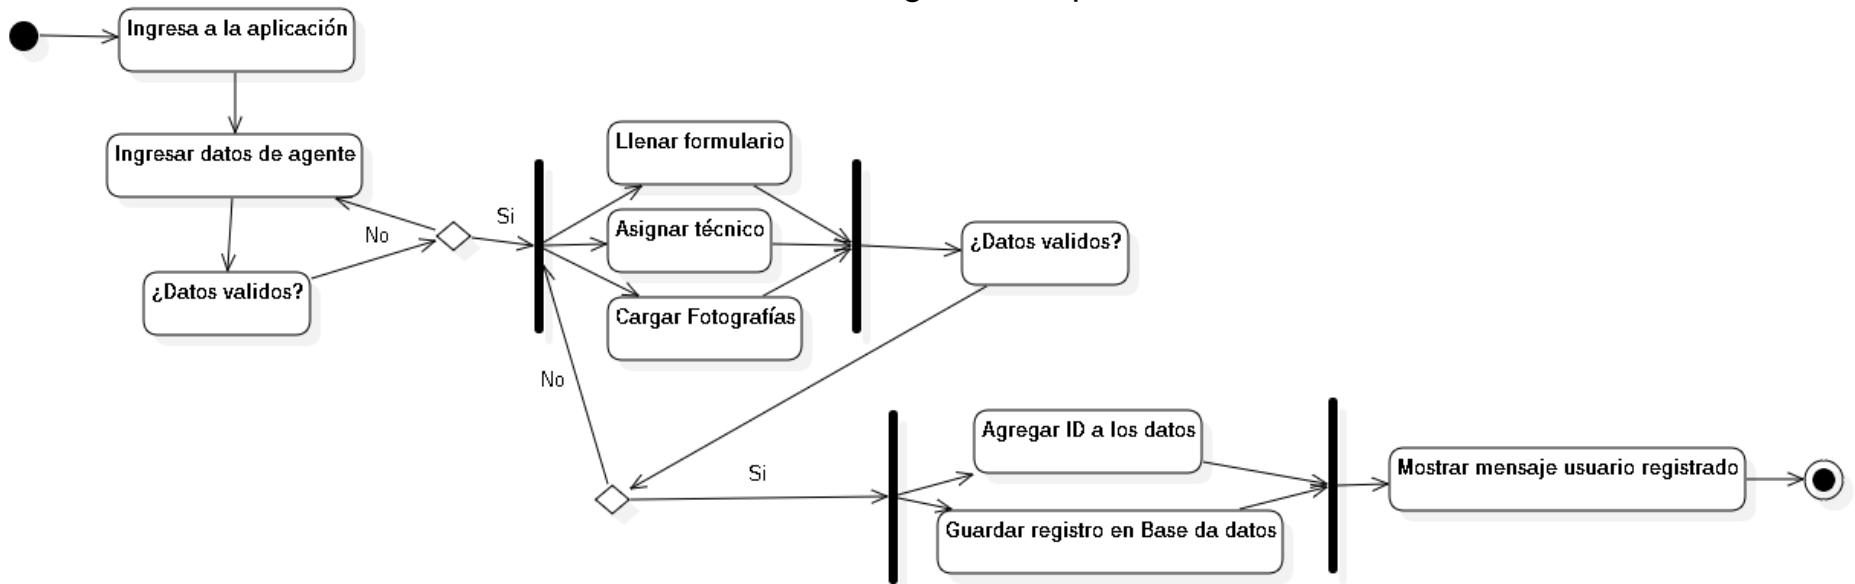 Ingresa a la aplicación
Ingresar datos de agente
¿Datos validos?
No
Si
Llenar formulario
Asignar técnico
Cargar Fotografías
¿Datos validos?
No
Si
Agregar ID a los datos
Guardar registro en Base da datos
Mostrar mensaje usuario registrado